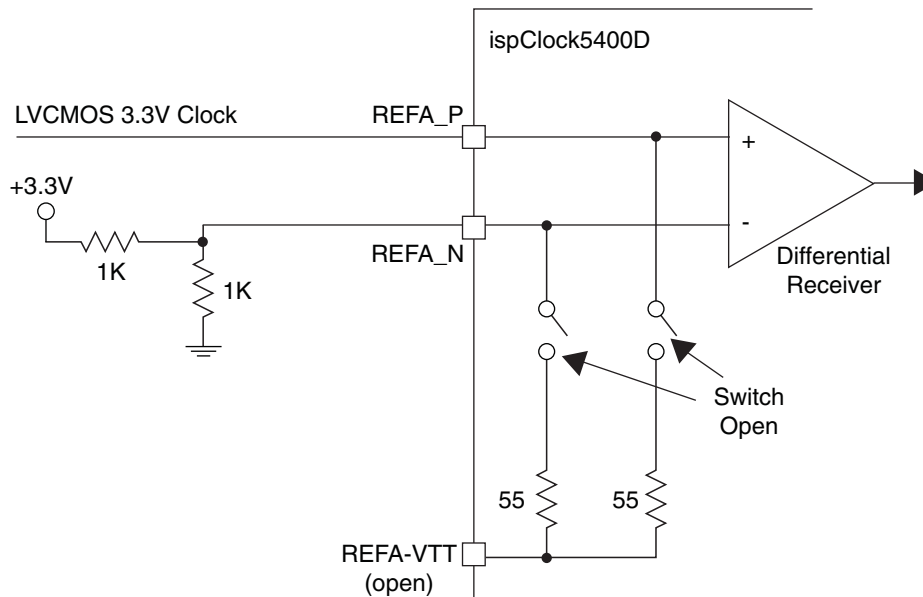 ispClock5400D
LVCMOS 3.3V Clock
REFA_P
+
+3.3V
REFA_N
-
1K
1K
Differential
Receiver
Switch
Open
55
55
REFA-VTT
(open)